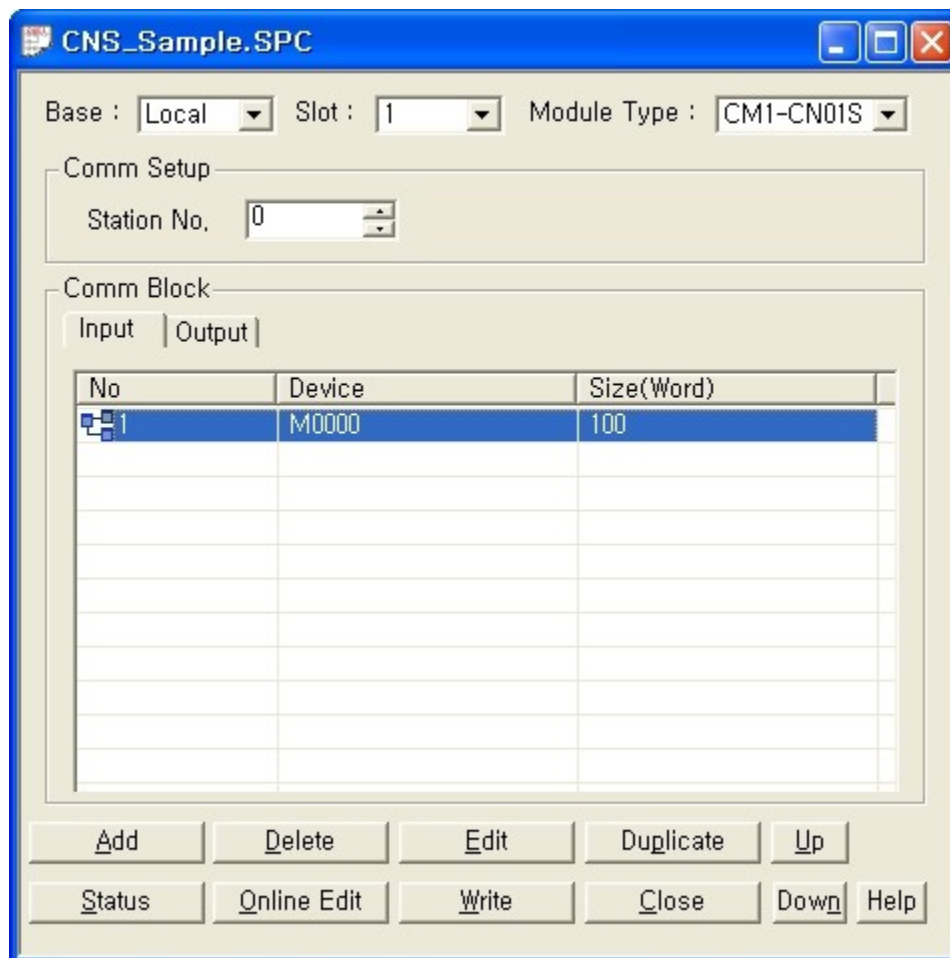 CNS_Sample.SPC
Base : Local Slot : 1 Module Type : CM1-CN01S
Comm Setup
Station No. 0
Comm Block
Input Output
No Device Size(Word)
1 M0000 100
Add Delete Edit Duplicate Up
Status Online Edit Write Close Down Help